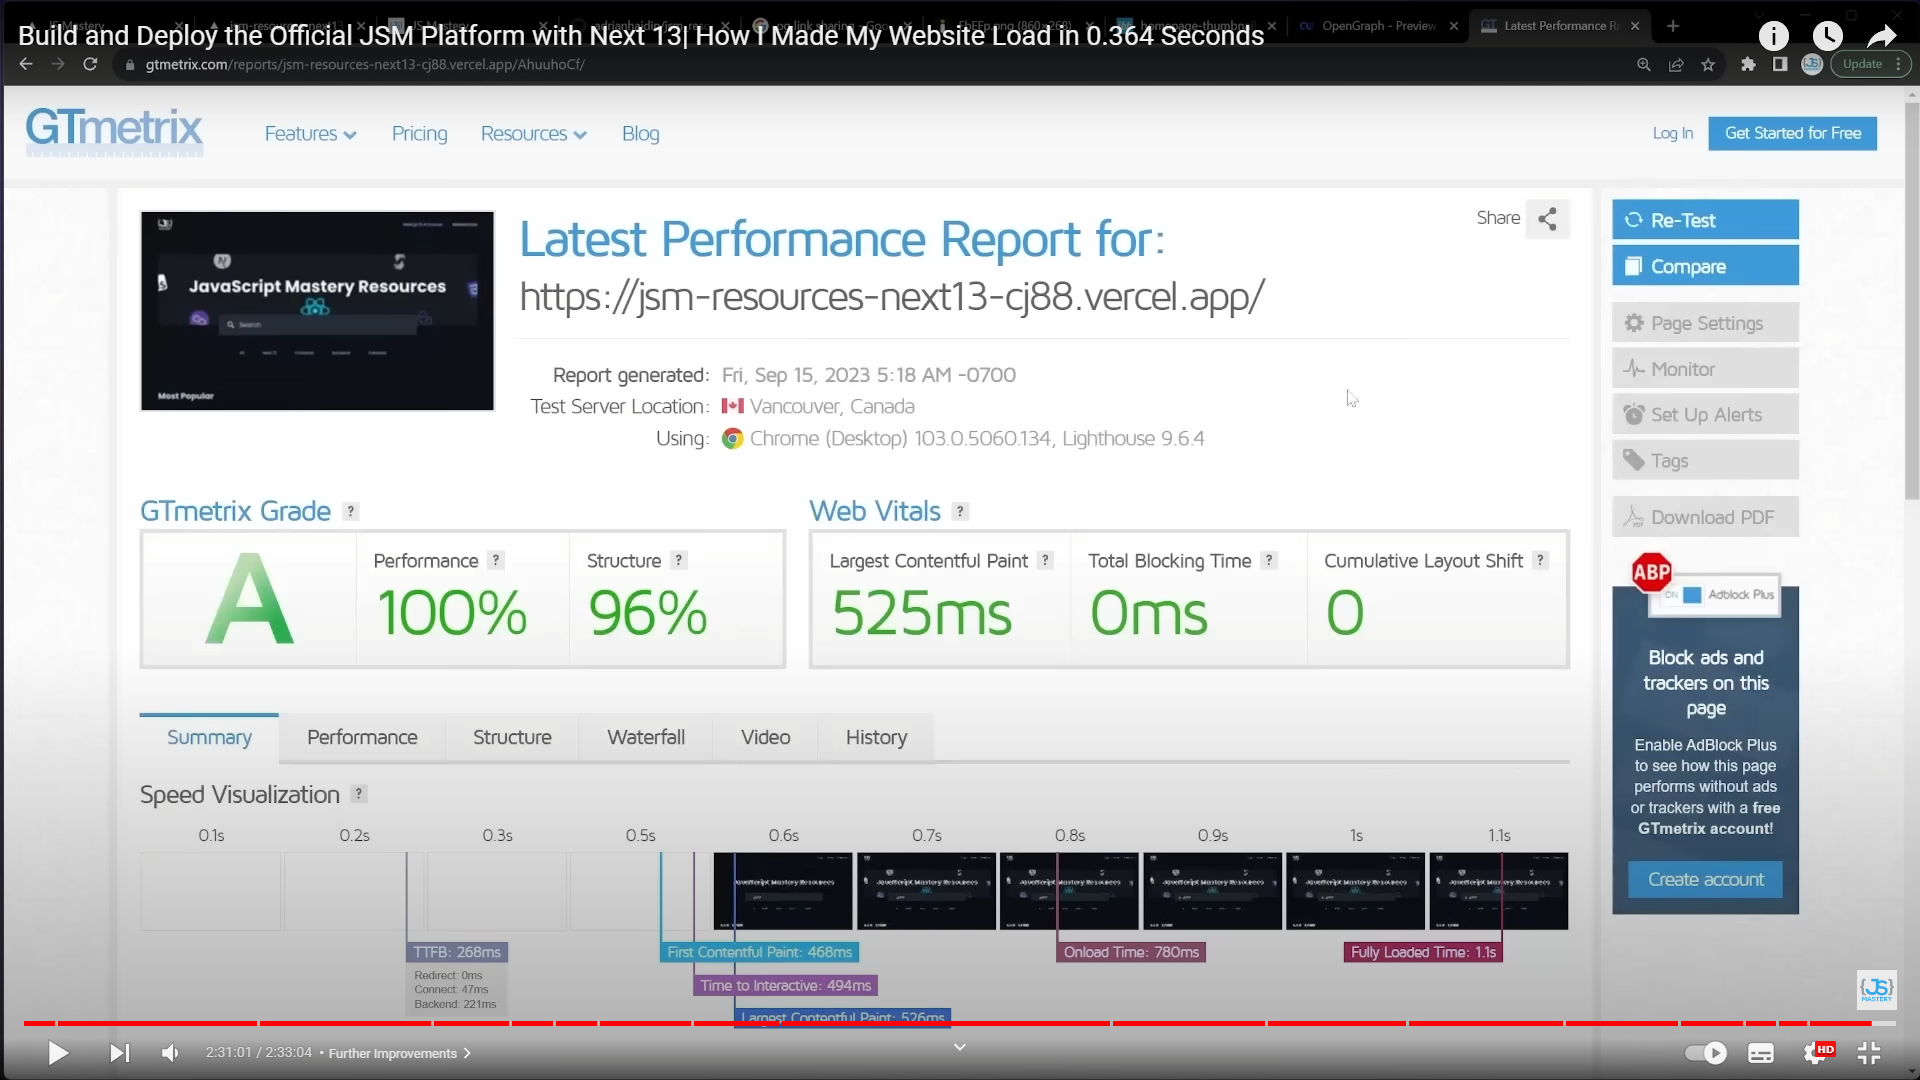 Build and Deploy the Official JSM Platform with Next 13| How I Made My Website Load in 0.364 Seconds
OpenGraph - Preview
Latest Performance R
gtmetrix.com/reports/jsm-resources-next13-cj88.vercel.app/AhuuhoCf/
Update
GTmetrix
Features
Pricing
Resources
Blog
Log In
Get Started for Free
JavaScript Mastery Resources
Search
Most Popular
Latest Performance Report for:
https://jsm-resources-next13-cj88.vercel.app/
Share
Report generated: Fri, Sep 15, 2023 5:18 AM -0700
Test Server Location: Vancouver, Canada
Using: Chrome (Desktop) 103.0.5060.134, Lighthouse 9.6.4
Re-Test
Compare
Page Settings
Monitor
Set Up Alerts
Tags
Download PDF
GTmetrix Grade ?
A
Performance ?
100%
Structure ?
96%
Web Vitals ?
Largest Contentful Paint ?
525ms
Total Blocking Time ?
0ms
Cumulative Layout Shift ?
0
ABP
ON Adblock Plus
Block ads and
trackers on this
page
Enable AdBlock Plus
to see how this page
performs without ads
or trackers with a free
GTmetrix account!
Create account
Summary
Performance
Structure
Waterfall
Video
History
Speed Visualization ?
0.1s 0.2s 0.3s 0.5s 0.6s 0.7s 0.8s 0.9s 1s 1.1s
TTFB: 268ms
Redirect: 0ms
Connect: 47ms
Backend: 221ms
First Contentful Paint: 468ms
Time to Interactive: 494ms
Largest Contentful Paint: 526ms
Onload Time: 780ms
Fully Loaded Time: 1.1s
{JS}
MASTERY
2:31:01 / 2:33:04 • Further Improvements
HD